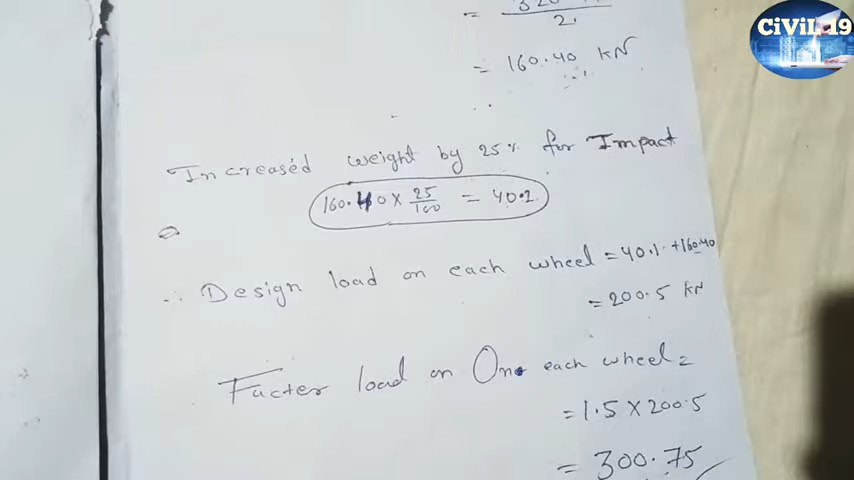 CiViL 19
=
2.
= 160.40 kN
Increased weight by 25% for Impact
160.40 × 25/100 = 40.2
∴ Design load on each wheel = 40.1 + 160.40
= 200.5 kN
Facter load on One each wheel =
= 1.5 × 200.5
= 300.75